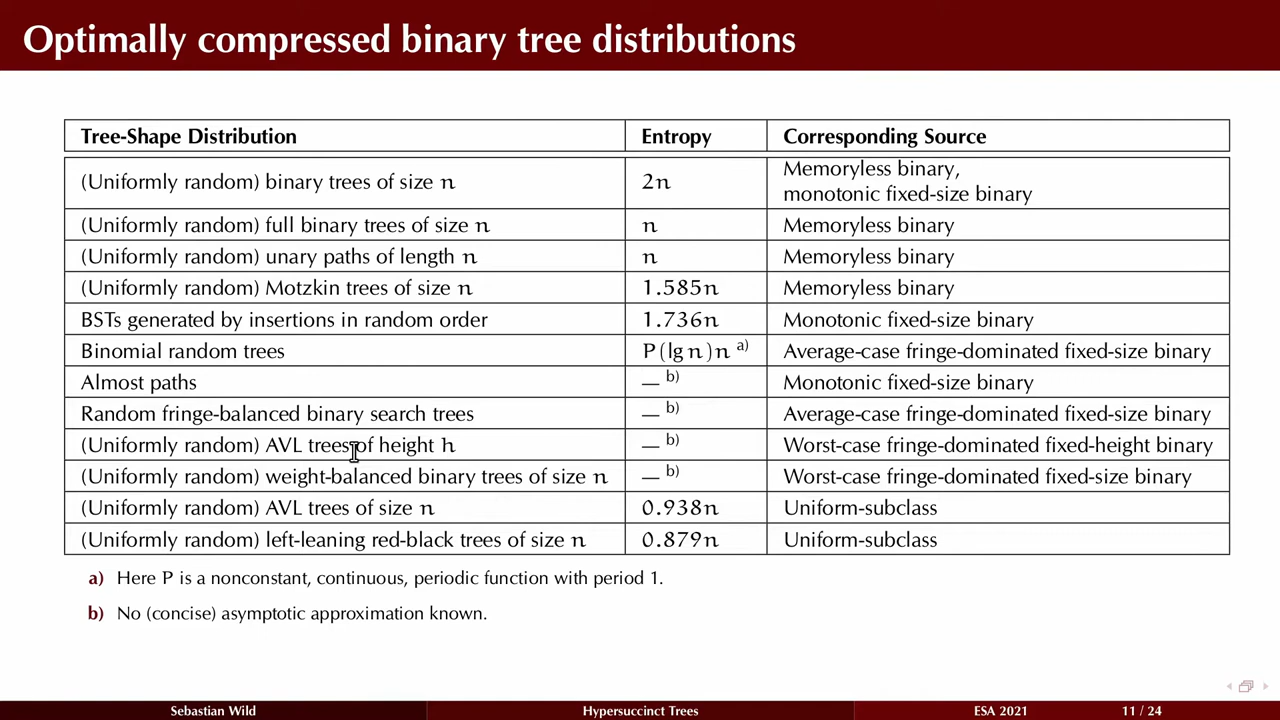 Optimally compressed binary tree distributions
Tree-Shape Distribution Entropy Corresponding Source
(Uniformly random) binary trees of size n 2n Memoryless binary,
monotonic fixed-size binary
(Uniformly random) full binary trees of size n n Memoryless binary
(Uniformly random) unary paths of length n n Memoryless binary
(Uniformly random) Motzkin trees of size n 1.585n Memoryless binary
BSTs generated by insertions in random order 1.736n Monotonic fixed-size binary
Binomial random trees P(lg n)n a) Average-case fringe-dominated fixed-size binary
Almost paths — b) Monotonic fixed-size binary
Random fringe-balanced binary search trees — b) Average-case fringe-dominated fixed-size binary
(Uniformly random) AVL trees of height h — b) Worst-case fringe-dominated fixed-height binary
(Uniformly random) weight-balanced binary trees of size n — b) Worst-case fringe-dominated fixed-size binary
(Uniformly random) AVL trees of size n 0.938n Uniform-subclass
(Uniformly random) left-leaning red-black trees of size n 0.879n Uniform-subclass
a) Here P is a nonconstant, continuous, periodic function with period 1.
b) No (concise) asymptotic approximation known.
Sebastian Wild Hypersuccinct Trees ESA 2021 11 / 24